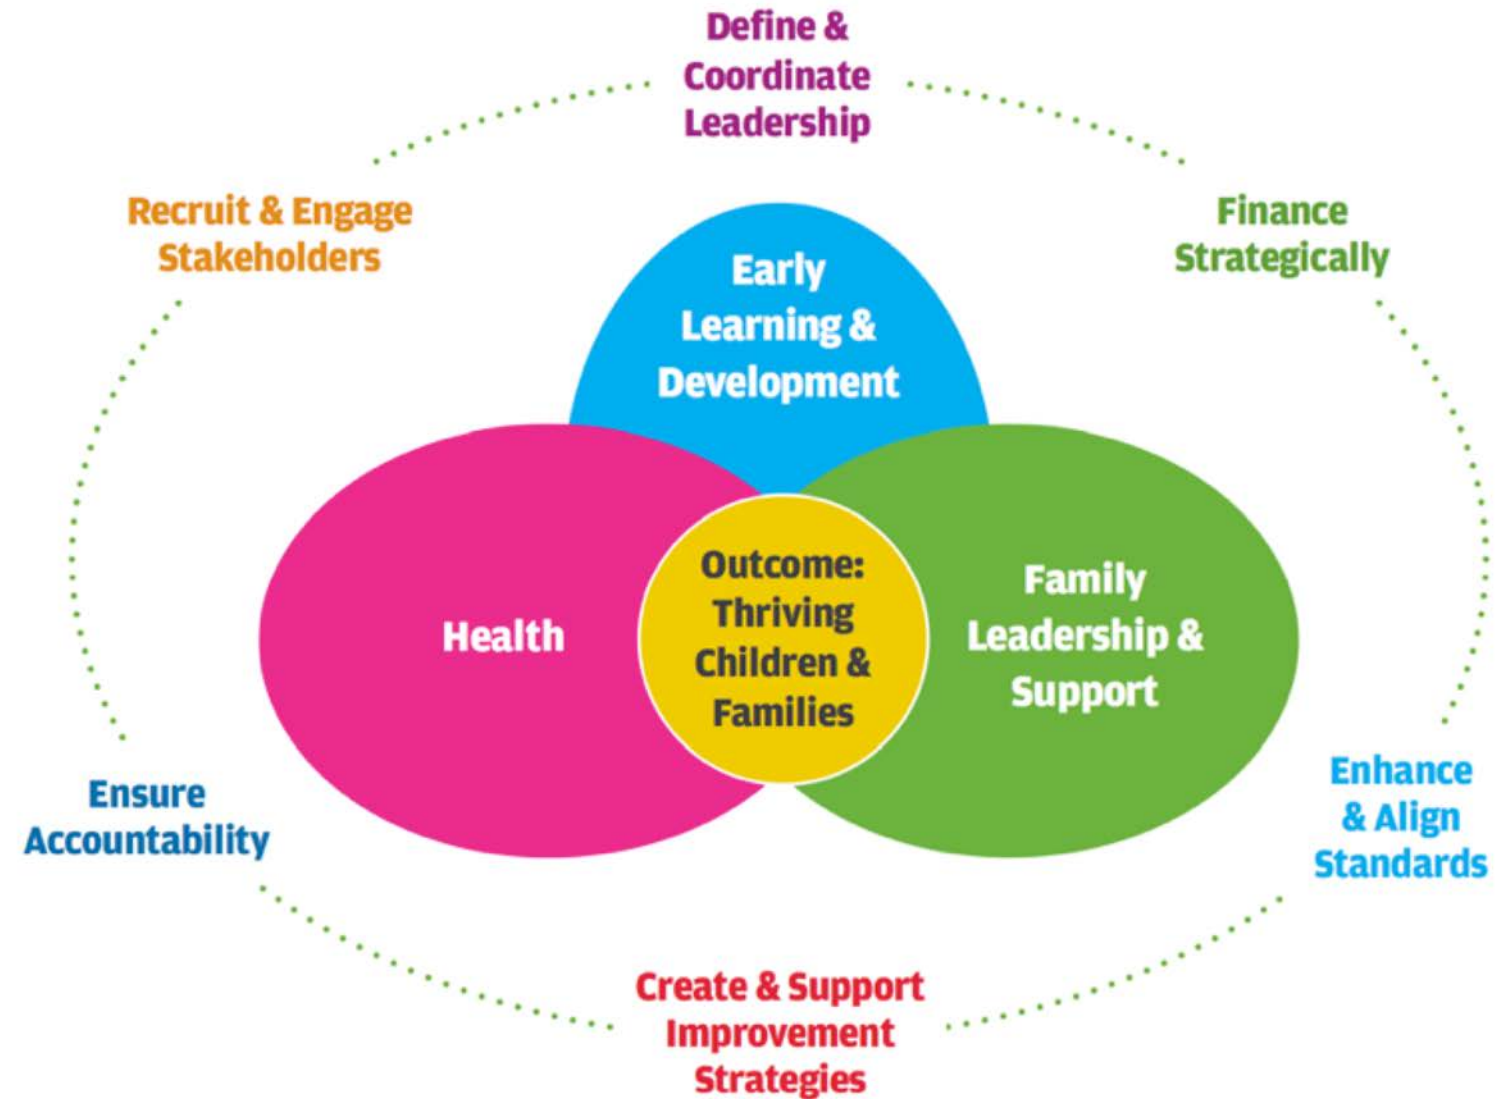 Define &
Coordinate
Leadership
Recruit & Engage
Stakeholders
Finance
Strategically
Early
Learning &
Development
Health
Outcome:
Thriving
Children &
Families
Family
Leadership &
Support
Ensure
Accountability
Enhance
& Align
Standards
Create & Support
Improvement
Strategies